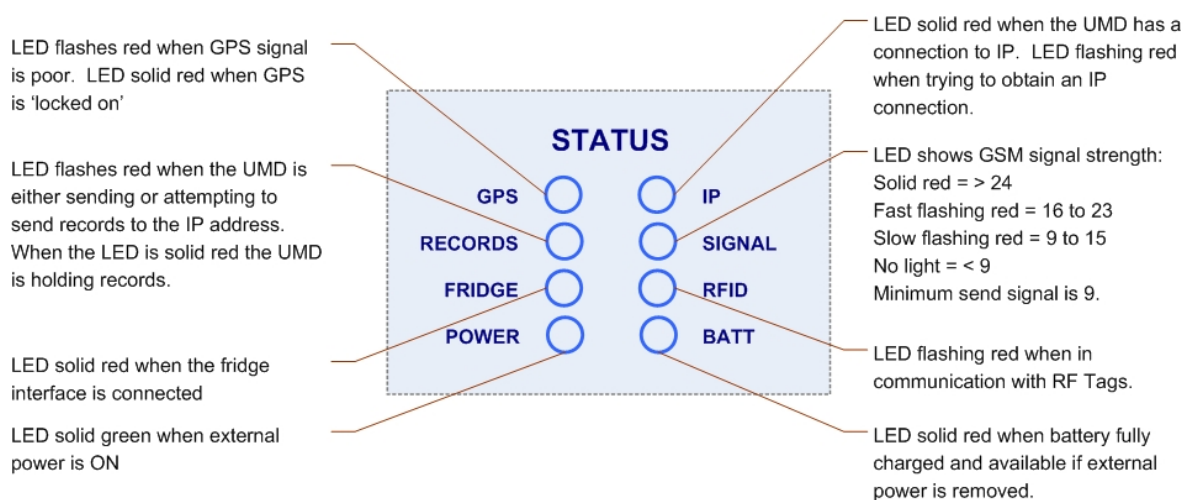 LED flashes red when GPS signal
is poor.  LED solid red when GPS
is ‘locked on’
LED flashes red when the UMD is
either sending or attempting to
send records to the IP address.
When the LED is solid red the UMD
is holding records.
LED solid red when the fridge
interface is connected
LED solid green when external
power is ON
STATUS
GPS
IP
RECORDS
SIGNAL
FRIDGE
RFID
POWER
BATT
LED solid red when the UMD has a
connection to IP.  LED flashing red
when trying to obtain an IP
connection.
LED shows GSM signal strength:
Solid red = > 24
Fast flashing red = 16 to 23
Slow flashing red = 9 to 15
No light = < 9
Minimum send signal is 9.
LED flashing red when in
communication with RF Tags.
LED solid red when battery fully
charged and available if external
power is removed.